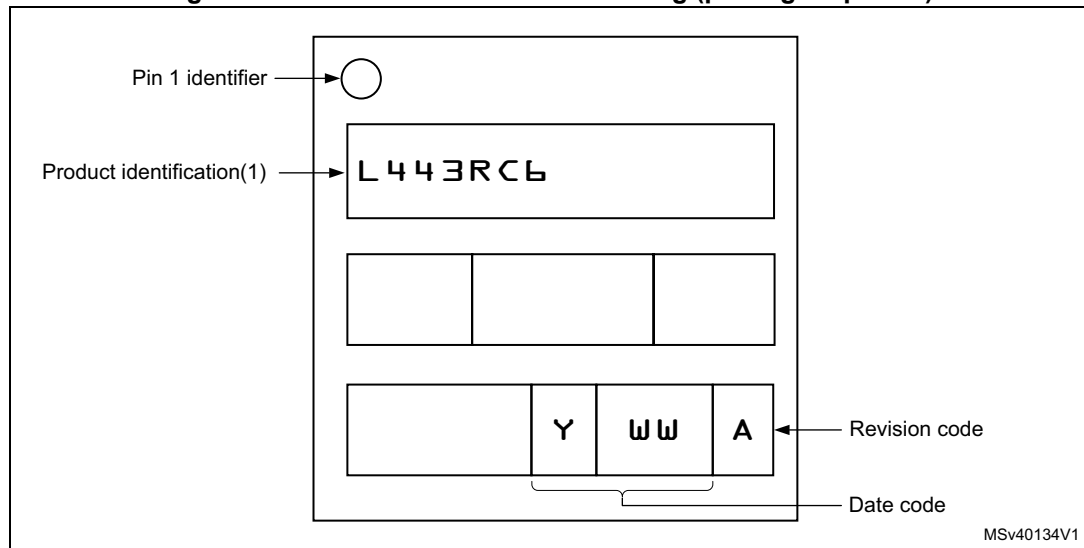 Pin 1 identifier
Product identification(1)
L443RC6
Y WW A
Revision code
Date code
MSv40134V1